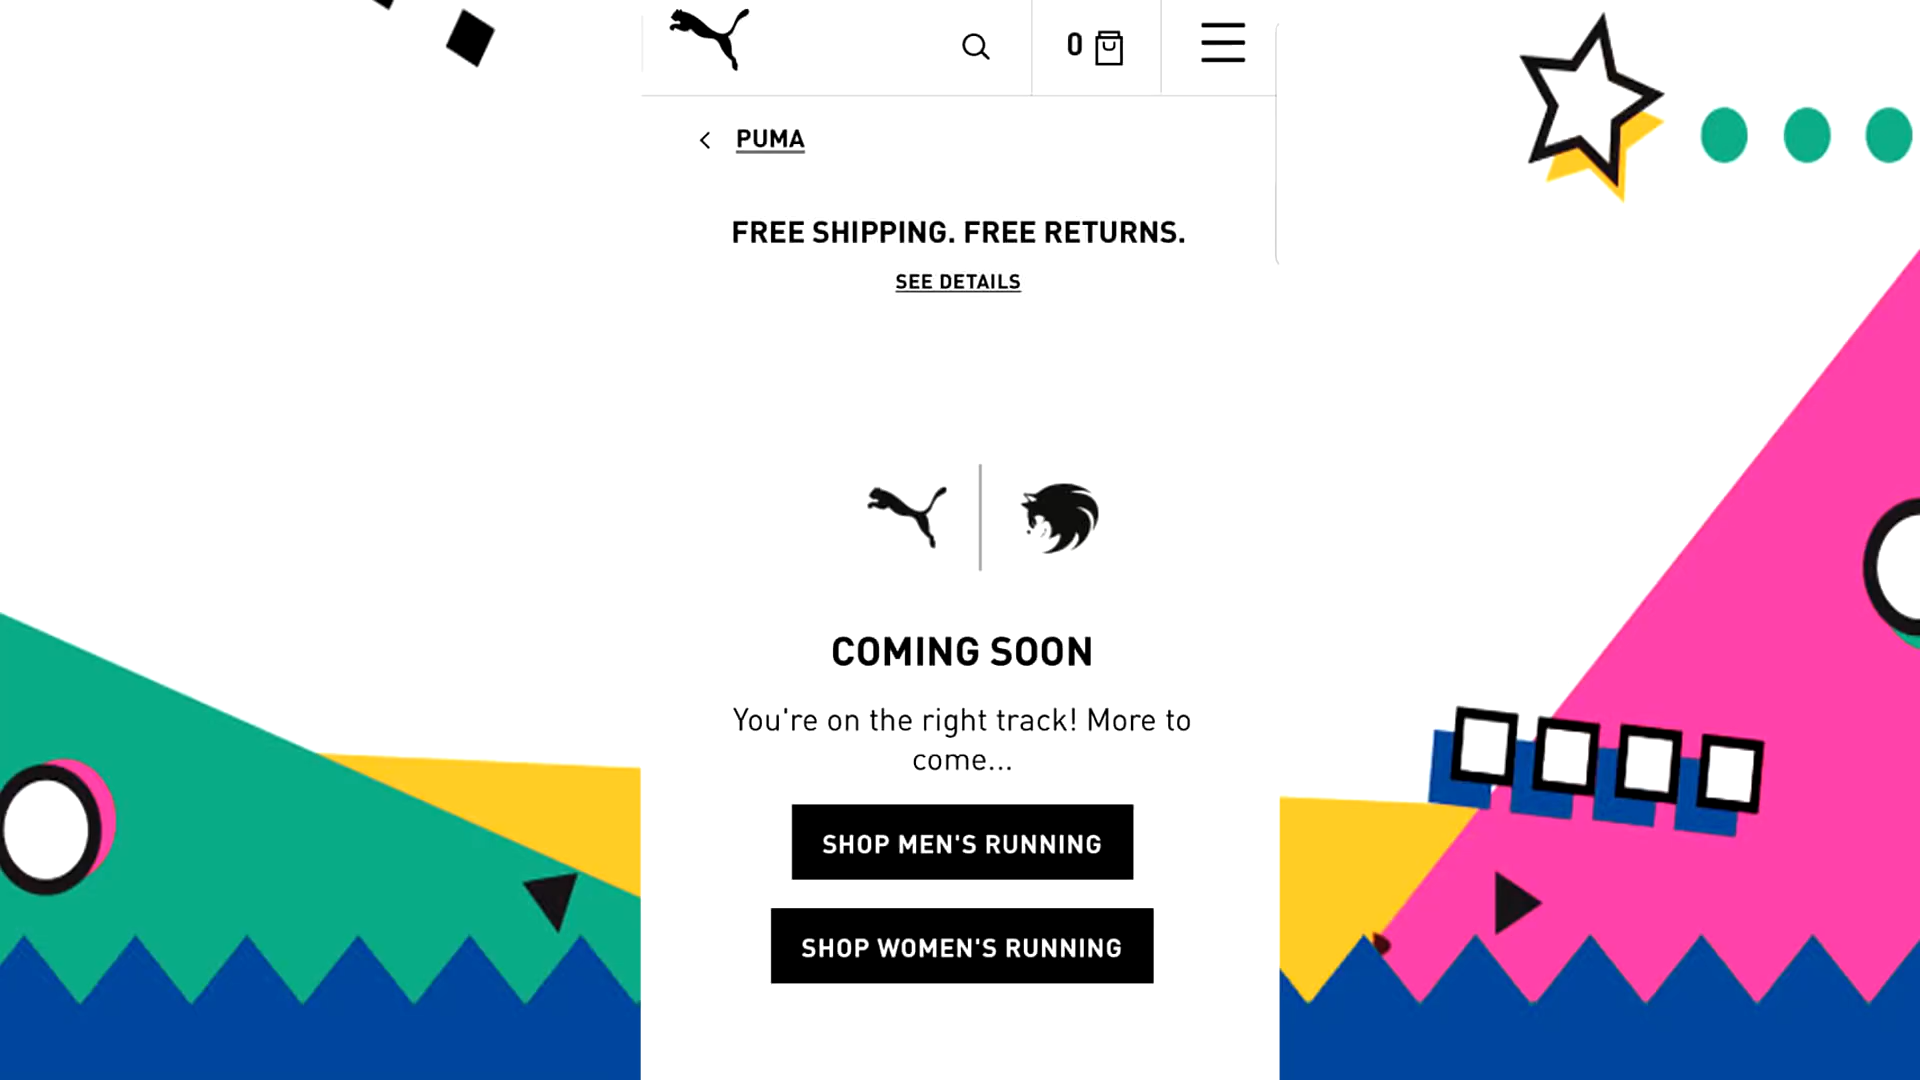 0
PUMA
FREE SHIPPING. FREE RETURNS.
SEE DETAILS
COMING SOON
You're on the right track! More to
come...
SHOP MEN'S RUNNING
SHOP WOMEN'S RUNNING